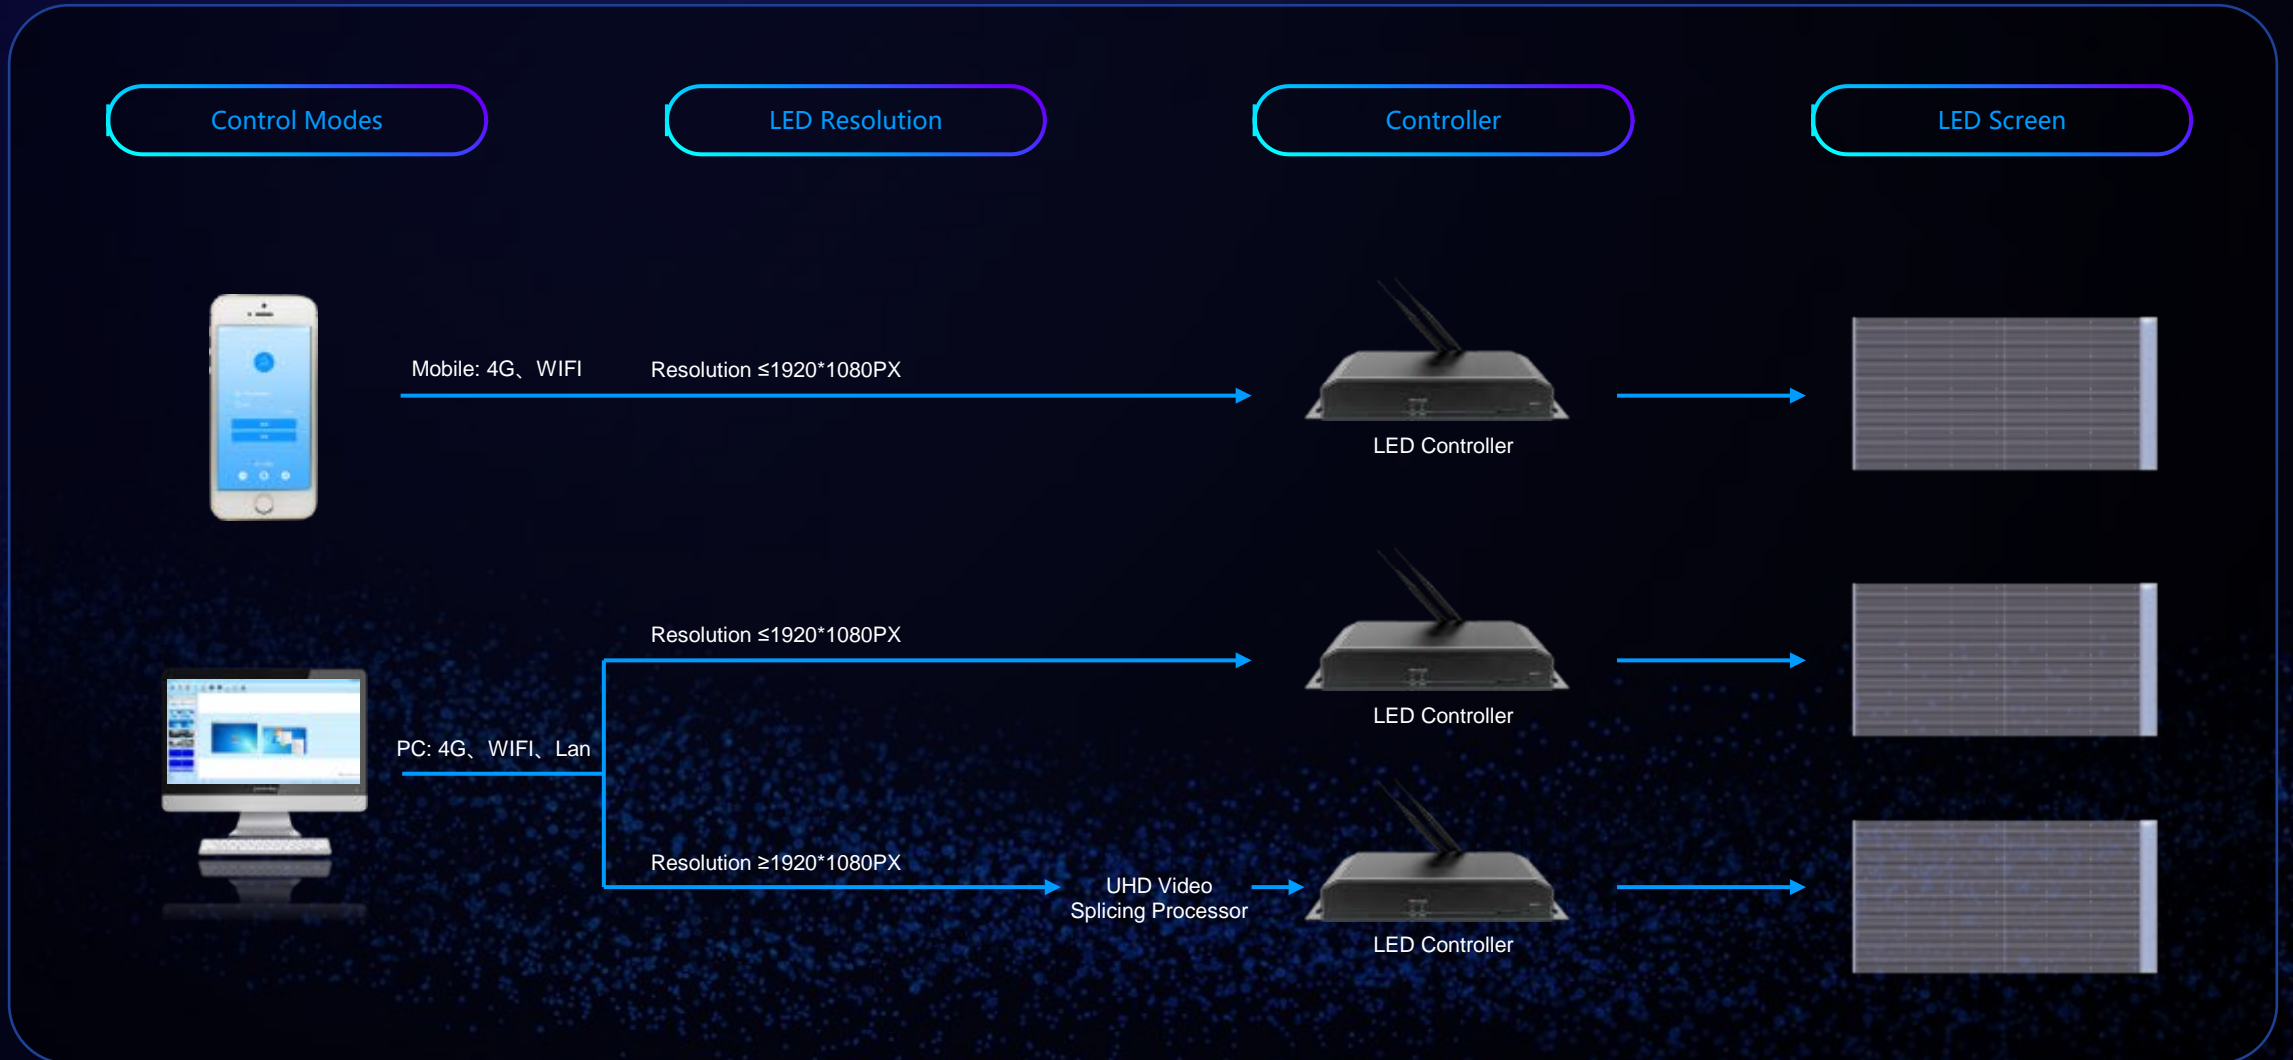 Control Modes
LED Resolution
Controller
LED Screen
Mobile: 4G、WIFI
Resolution ≤1920*1080PX
LED Controller
Resolution ≤1920*1080PX
LED Controller
PC: 4G、WIFI、Lan
Resolution ≥1920*1080PX
UHD Video
Splicing Processor
LED Controller